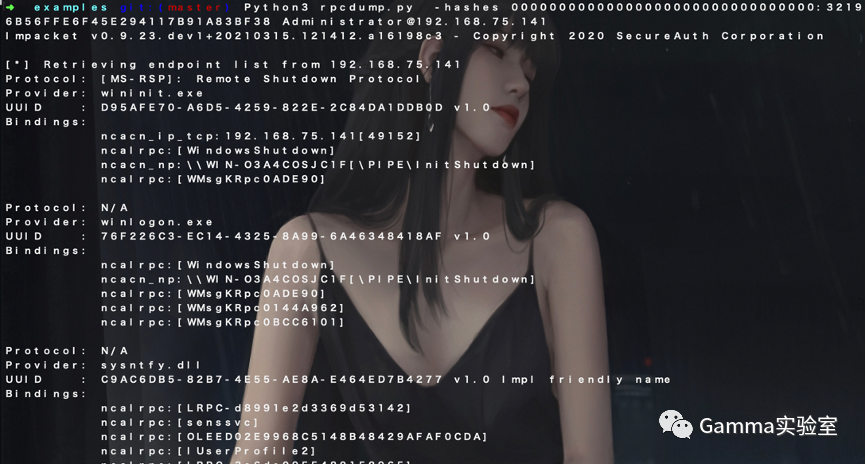 ➜ examples git:(master) Python3 rpcdump.py -hashes 00000000000000000000000000000000:3219
6B56FFE6F45E294117B91A83BF38 Administrator@192.168.75.141
Impacket v0.9.23.dev1+20210315.121412.a16198c3 - Copyright 2020 SecureAuth Corporation
[*] Retrieving endpoint list from 192.168.75.141
Protocol: [MS-RSP]: Remote Shutdown Protocol
Provider: wininit.exe
UUID    : D95AFE70-A6D5-4259-822E-2C84DA1DDB0D v1.0
Bindings:
ncacn_ip_tcp:192.168.75.141[49152]
ncalrpc:[WindowsShutdown]
ncacn_np:\\WIN-O3A4COSJC1F[\PIPE\InitShutdown]
ncalrpc:[WMsgKRpc0ADE90]
Protocol: N/A
Provider: winlogon.exe
UUID    : 76F226C3-EC14-4325-8A99-6A46348418AF v1.0
Bindings:
ncalrpc:[WindowsShutdown]
ncacn_np:\\WIN-O3A4COSJC1F[\PIPE\InitShutdown]
ncalrpc:[WMsgKRpc0ADE90]
ncalrpc:[WMsgKRpc0144A962]
ncalrpc:[WMsgKRpc0BCC6101]
Protocol: N/A
Provider: sysntfy.dll
UUID    : C9AC6DB5-82B7-4E55-AE8A-E464ED7B4277 v1.0 Impl friendly name
Bindings:
ncalrpc:[LRPC-d8991e2d3369d53142]
ncalrpc:[senssvc]
ncalrpc:[OLEED02E9968C5148B48429AFAF0CDA]
ncalrpc:[IUserProfile2]
Gamma实验室